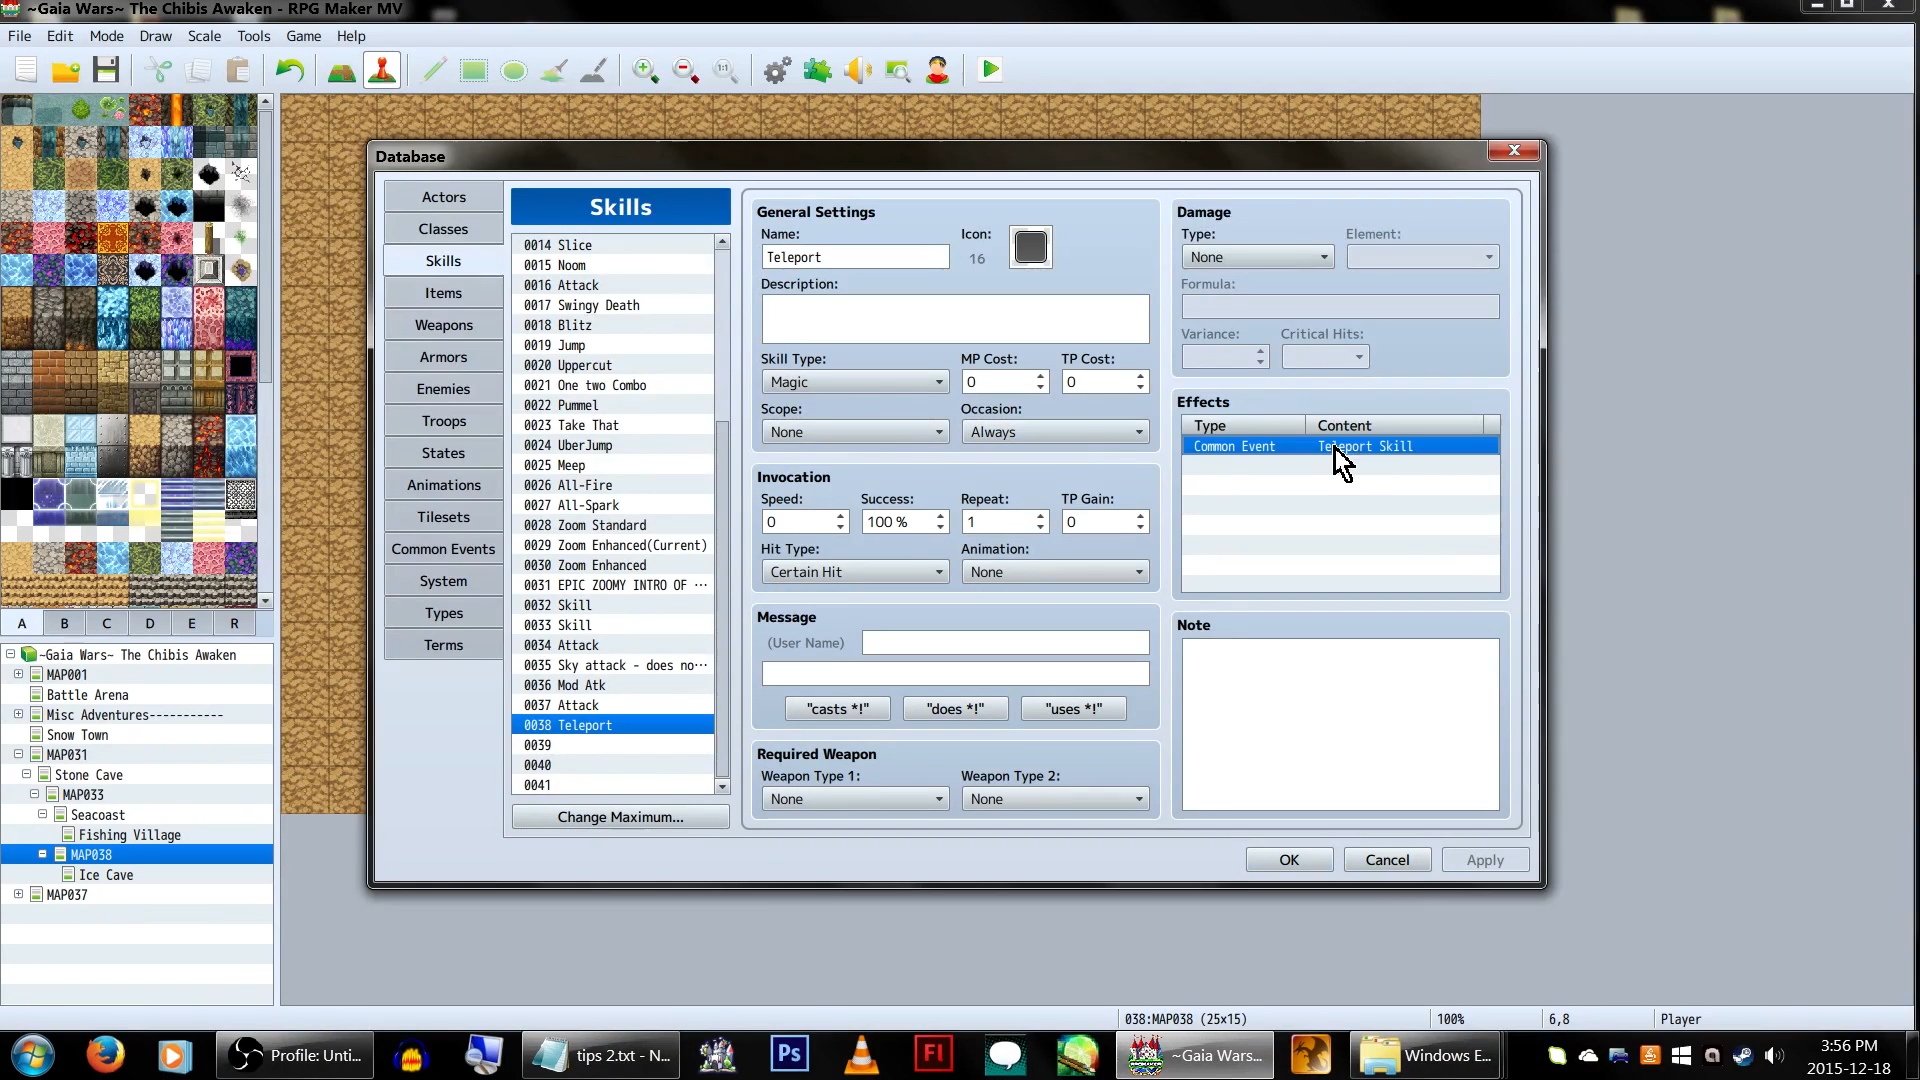 ~Gaia Wars~ The Chibis Awaken - RPG Maker MV
File Edit Mode Draw Scale Tools Game Help
1:1
Database
Actors
Classes
Skills
Items
Weapons
Armors
Enemies
Troops
States
Animations
Tilesets
Common Events
System
Types
Terms
Skills
0014 Slice
0015 Noom
0016 Attack
0017 Swingy Death
0018 Blitz
0019 Jump
0020 Uppercut
0021 One two Combo
0022 Pummel
0023 Take That
0024 UberJump
0025 Meep
0026 All-Fire
0027 All-Spark
0028 Zoom Standard
0029 Zoom Enhanced(Current)
0030 Zoom Enhanced
0031 EPIC ZOOMY INTRO OF ···
0032 Skill
0033 Skill
0034 Attack
0035 Sky attack - does no···
0036 Mod Atk
0037 Attack
0038 Teleport
0039
0040
0041
Change Maximum...
General Settings
Name: Icon:
Teleport 16
Description:
Skill Type: MP Cost: TP Cost:
Magic 0 0
Scope: Occasion:
None Always
Invocation
Speed: Success: Repeat: TP Gain:
0 100 % 1 0
Hit Type: Animation:
Certain Hit None
Message
(User Name)
"casts *!" "does *!" "uses *!"
Required Weapon
Weapon Type 1: Weapon Type 2:
None None
Damage
Type: Element:
None
Formula:
Variance: Critical Hits:
Effects
Type Content
Common Event Teleport Skill
Note
OK Cancel Apply
A B C D E R
~Gaia Wars~ The Chibis Awaken
MAP001
Battle Arena
Misc Adventures-----------
Snow Town
MAP031
Stone Cave
MAP033
Seacoast
Fishing Village
MAP038
Ice Cave
MAP037
038:MAP038 (25x15) 100% 6,8 Player
Profile: Unti...
tips 2.txt - N...
Ps
Fl
~Gaia Wars...
Windows E...
3:56 PM
2015-12-18